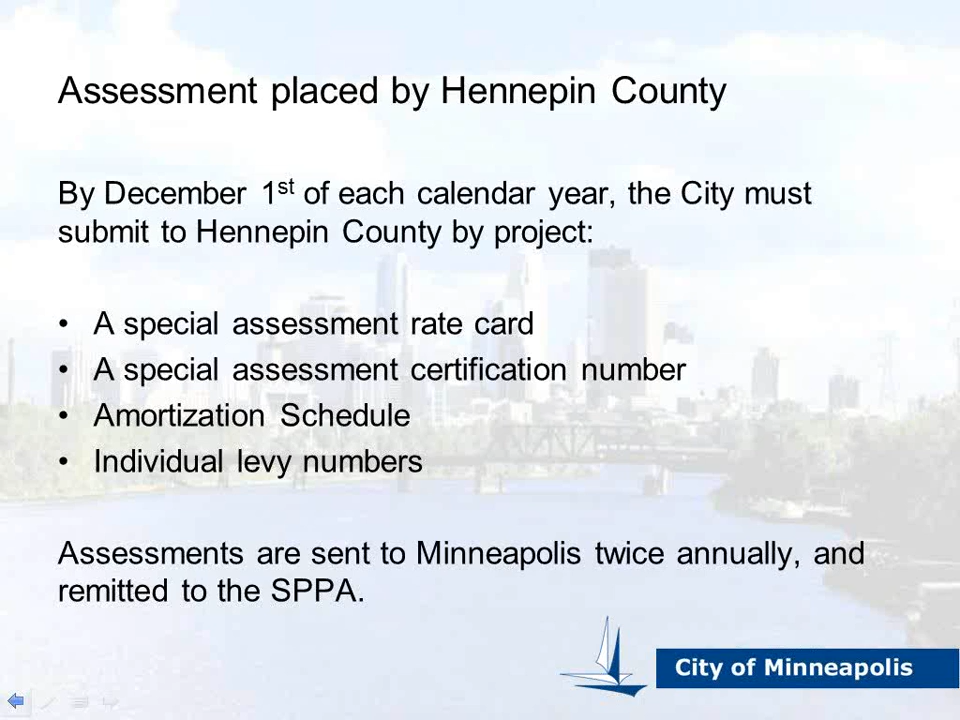 Assessment placed by Hennepin County
By December 1st of each calendar year, the City must
submit to Hennepin County by project:
• A special assessment rate card
• A special assessment certification number
• Amortization Schedule
• Individual levy numbers
Assessments are sent to Minneapolis twice annually, and
remitted to the SPPA.
City of Minneapolis